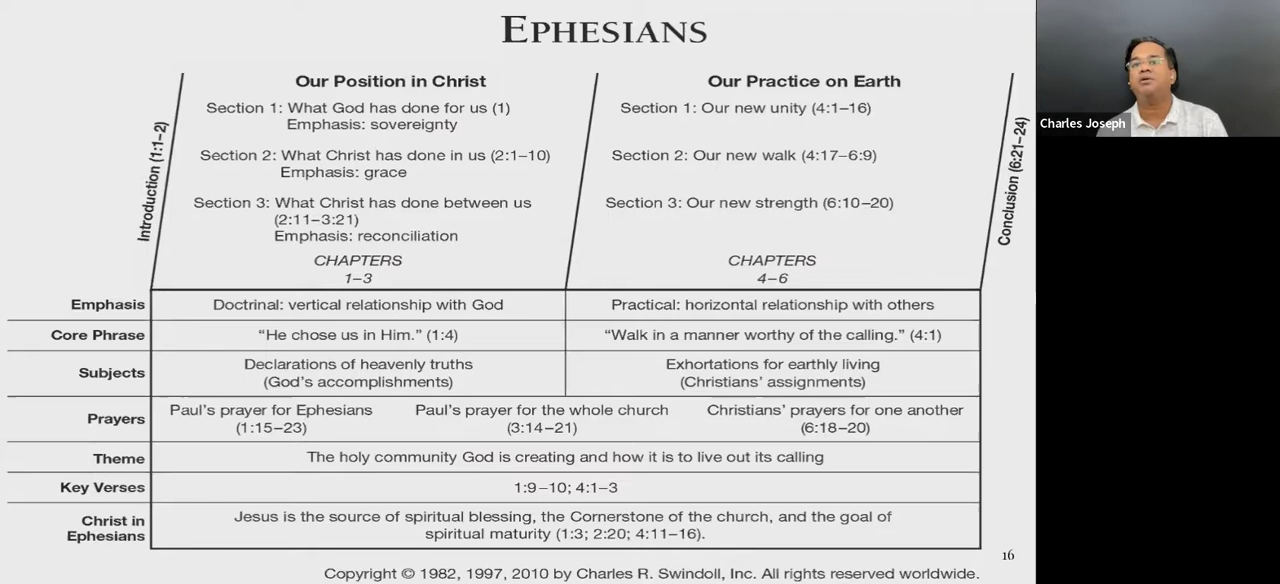 EPHESIANS
Introduction (1:1–2)
Our Position in Christ
Section 1: What God has done for us (1)
Emphasis: sovereignty
Section 2: What Christ has done in us (2:1–10)
Emphasis: grace
Section 3: What Christ has done between us
(2:11–3:21)
Emphasis: reconciliation
CHAPTERS
1–3
Our Practice on Earth
Section 1: Our new unity (4:1–16)
Section 2: Our new walk (4:17–6:9)
Section 3: Our new strength (6:10–20)
CHAPTERS
4–6
Conclusion (6:21–24)
Emphasis
Doctrinal: vertical relationship with God
Practical: horizontal relationship with others
Core Phrase
“He chose us in Him.” (1:4)
“Walk in a manner worthy of the calling.” (4:1)
Subjects
Declarations of heavenly truths
(God’s accomplishments)
Exhortations for earthly living
(Christians’ assignments)
Prayers
Paul’s prayer for Ephesians
(1:15–23)
Paul’s prayer for the whole church
(3:14–21)
Christians’ prayers for one another
(6:18–20)
Theme
The holy community God is creating and how it is to live out its calling
Key Verses
1:9–10; 4:1–3
Christ in
Ephesians
Jesus is the source of spiritual blessing, the Cornerstone of the church, and the goal of
spiritual maturity (1:3; 2:20; 4:11–16).
16
Copyright © 1982, 1997, 2010 by Charles R. Swindoll, Inc. All rights reserved worldwide.
Charles Joseph